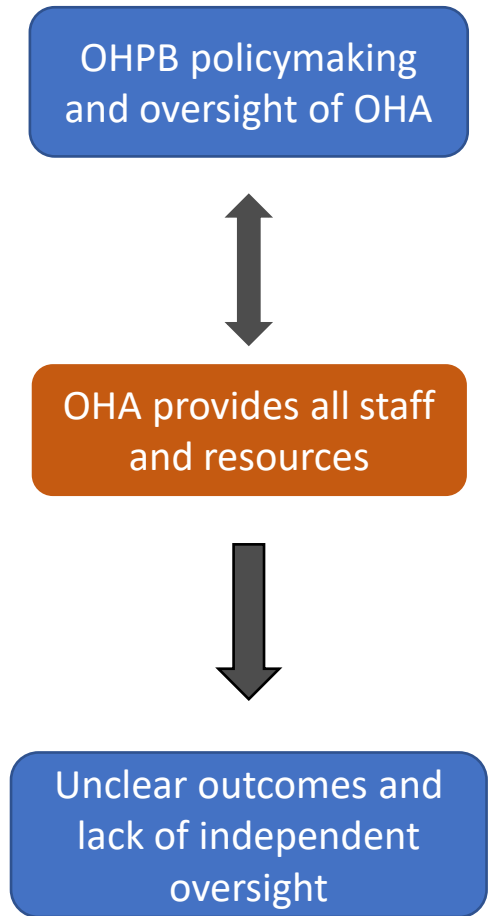 OHPB policymaking
and oversight of OHA
OHA provides all staff
and resources
Unclear outcomes and
lack of independent
oversight